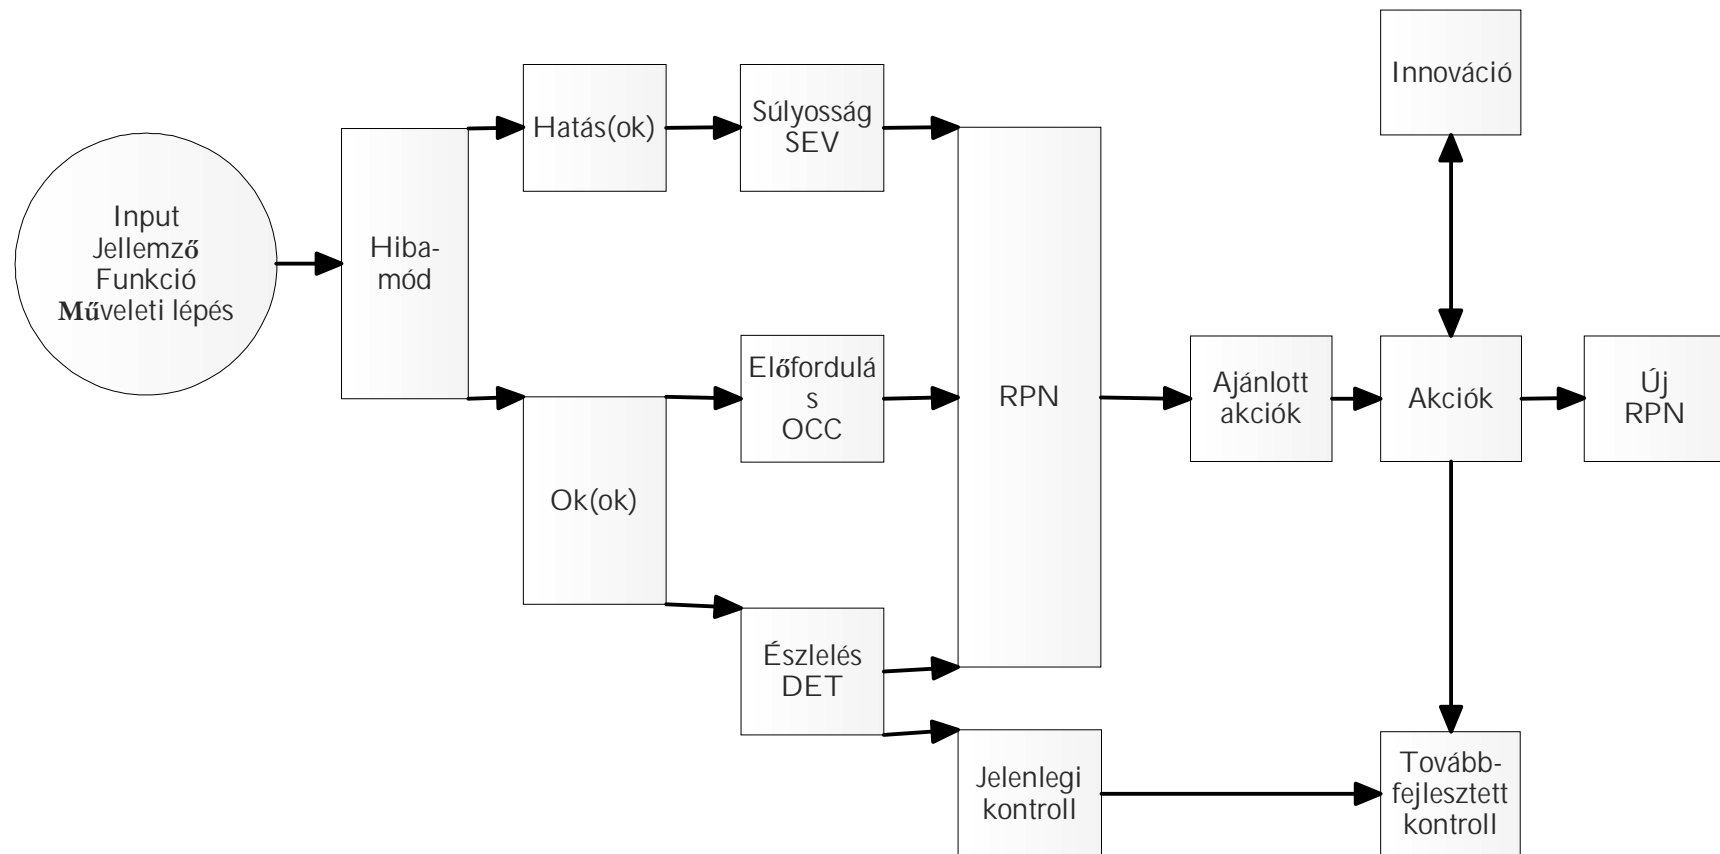 Input
Jellemző
Funkció
Műveleti lépés
Hiba-
mód
Hatás(ok)
Súlyosság
SEV
Ok(ok)
Előfordulá
s
OCC
Észlelés
DET
RPN
Jelenlegi
kontroll
Ajánlott
akciók
Innováció
Akciók
Új
RPN
Tovább-
fejlesztett
kontroll